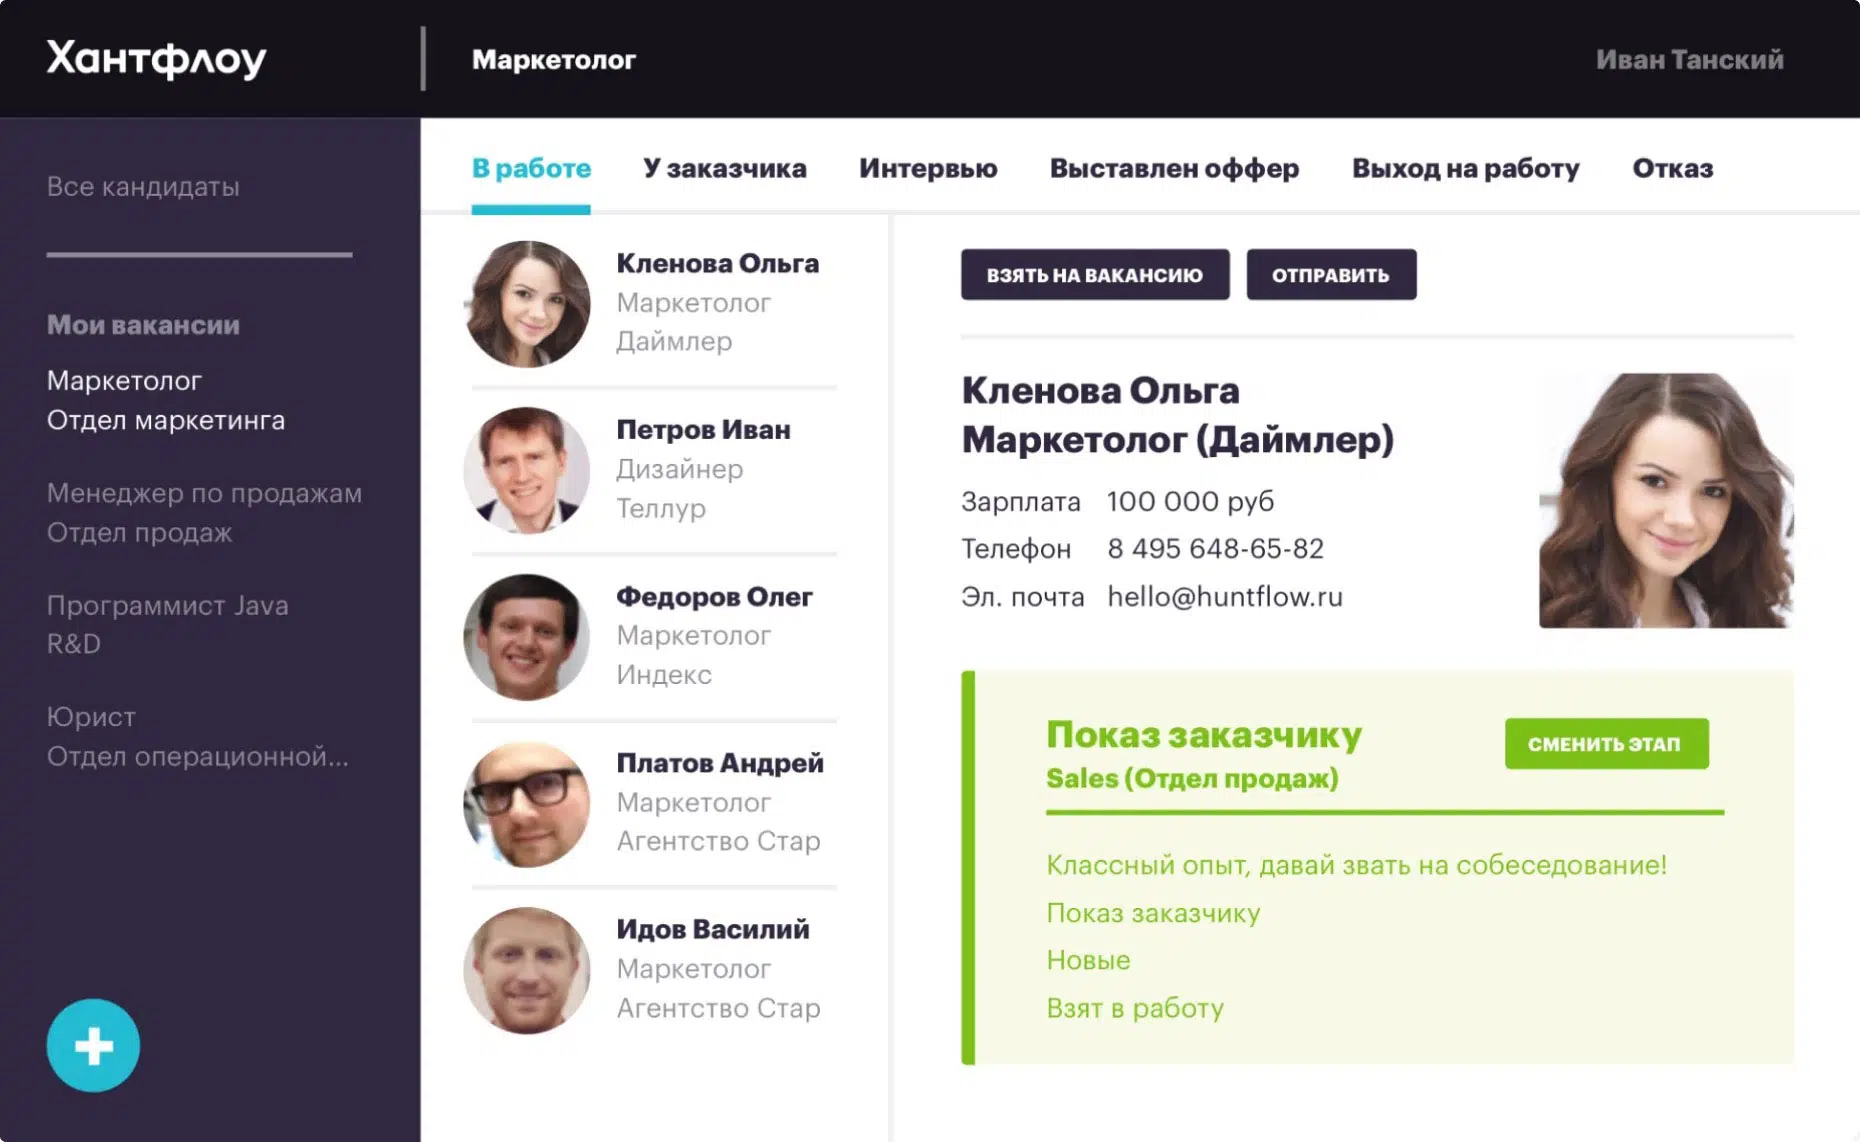 Хантфлоу
Маркетолог
Иван Танский
Все кандидаты
Мои вакансии
Маркетолог
Отдел маркетинга
Менеджер по продажам
Отдел продаж
Программист Java
R&D
Юрист
Отдел операционной...
В работе
У заказчика
Интервью
Выставлен оффер
Выход на работу
Отказ
Кленова Ольга
Маркетолог
Даймлер
Петров Иван
Дизайнер
Теллур
Федоров Олег
Маркетолог
Индекс
Платов Андрей
Маркетолог
Агентство Стар
Идов Василий
Маркетолог
Агентство Стар
ВЗЯТЬ НА ВАКАНСИЮ
ОТПРАВИТЬ
Кленова Ольга
Маркетолог (Даймлер)
Зарплата 100 000 руб
Телефон 8 495 648-65-82
Эл. почта hello@huntflow.ru
Показ заказчику
Sales (Отдел продаж)
СМЕНИТЬ ЭТАП
Классный опыт, давай звать на собеседование!
Показ заказчику
Новые
Взят в работу